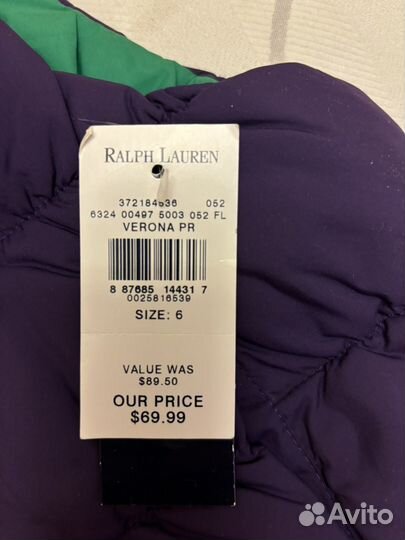 RALPH LAUREN
372184636 052
6324 00497 5003 052 FL
VERONA PR
8 87685 14431 7
0025816539
SIZE: 6
VALUE WAS
$89.50
OUR PRICE
$69.99
Avito